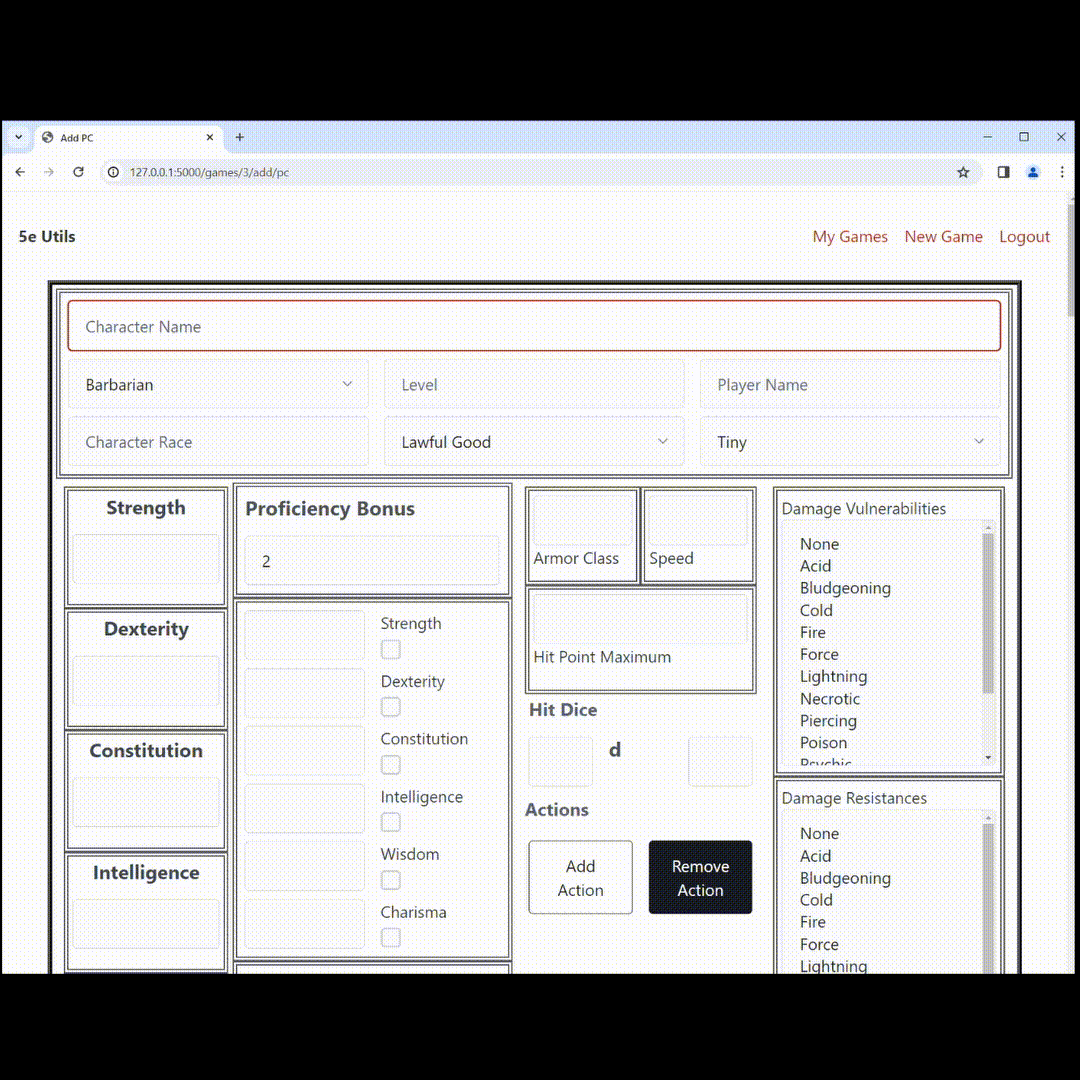 Add PC
127.0.0.1:5000/games/3/add/pc
5e Utils
My Games New Game Logout
Character Name
Barbarian Level Player Name
Character Race Lawful Good Tiny
Strength
Dexterity
Constitution
Intelligence
Proficiency Bonus
2
Strength
Dexterity
Constitution
Intelligence
Wisdom
Charisma
Armor Class Speed
Hit Point Maximum
Hit Dice
d
Actions
Add
Action
Remove
Action
Damage Vulnerabilities
None
Acid
Bludgeoning
Cold
Fire
Force
Lightning
Necrotic
Piercing
Poison
Psychic
Damage Resistances
None
Acid
Bludgeoning
Cold
Fire
Force
Lightning